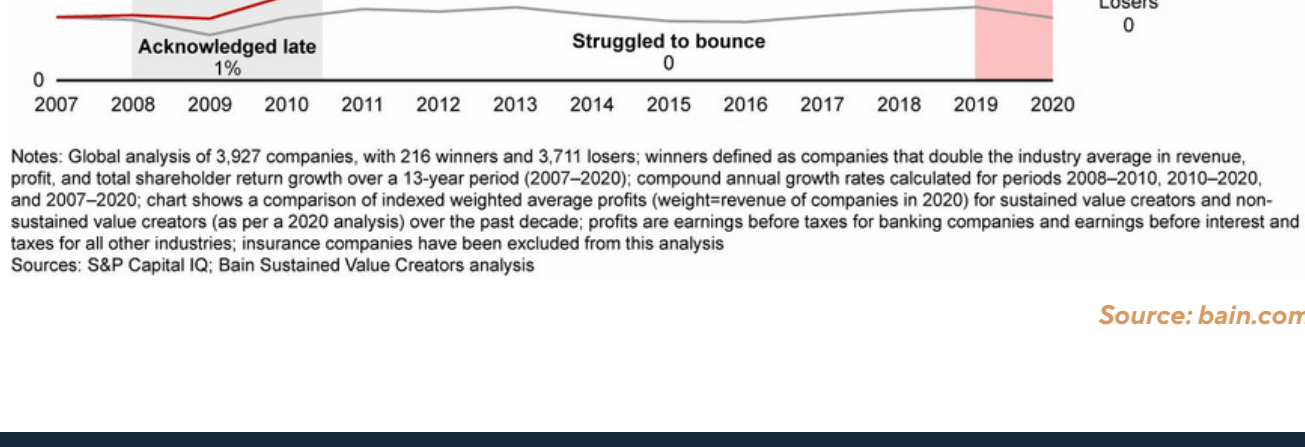 Losers
0
Acknowledged late
1%
Struggled to bounce
0
0
2007 2008 2009 2010 2011 2012 2013 2014 2015 2016 2017 2018 2019 2020
Notes: Global analysis of 3,927 companies, with 216 winners and 3,711 losers; winners defined as companies that double the industry average in revenue,
profit, and total shareholder return growth over a 13-year period (2007–2020); compound annual growth rates calculated for periods 2008–2010, 2010–2020,
and 2007–2020; chart shows a comparison of indexed weighted average profits (weight=revenue of companies in 2020) for sustained value creators and non-
sustained value creators (as per a 2020 analysis) over the past decade; profits are earnings before taxes for banking companies and earnings before interest and
taxes for all other industries; insurance companies have been excluded from this analysis
Sources: S&P Capital IQ; Bain Sustained Value Creators analysis
Source: bain.com